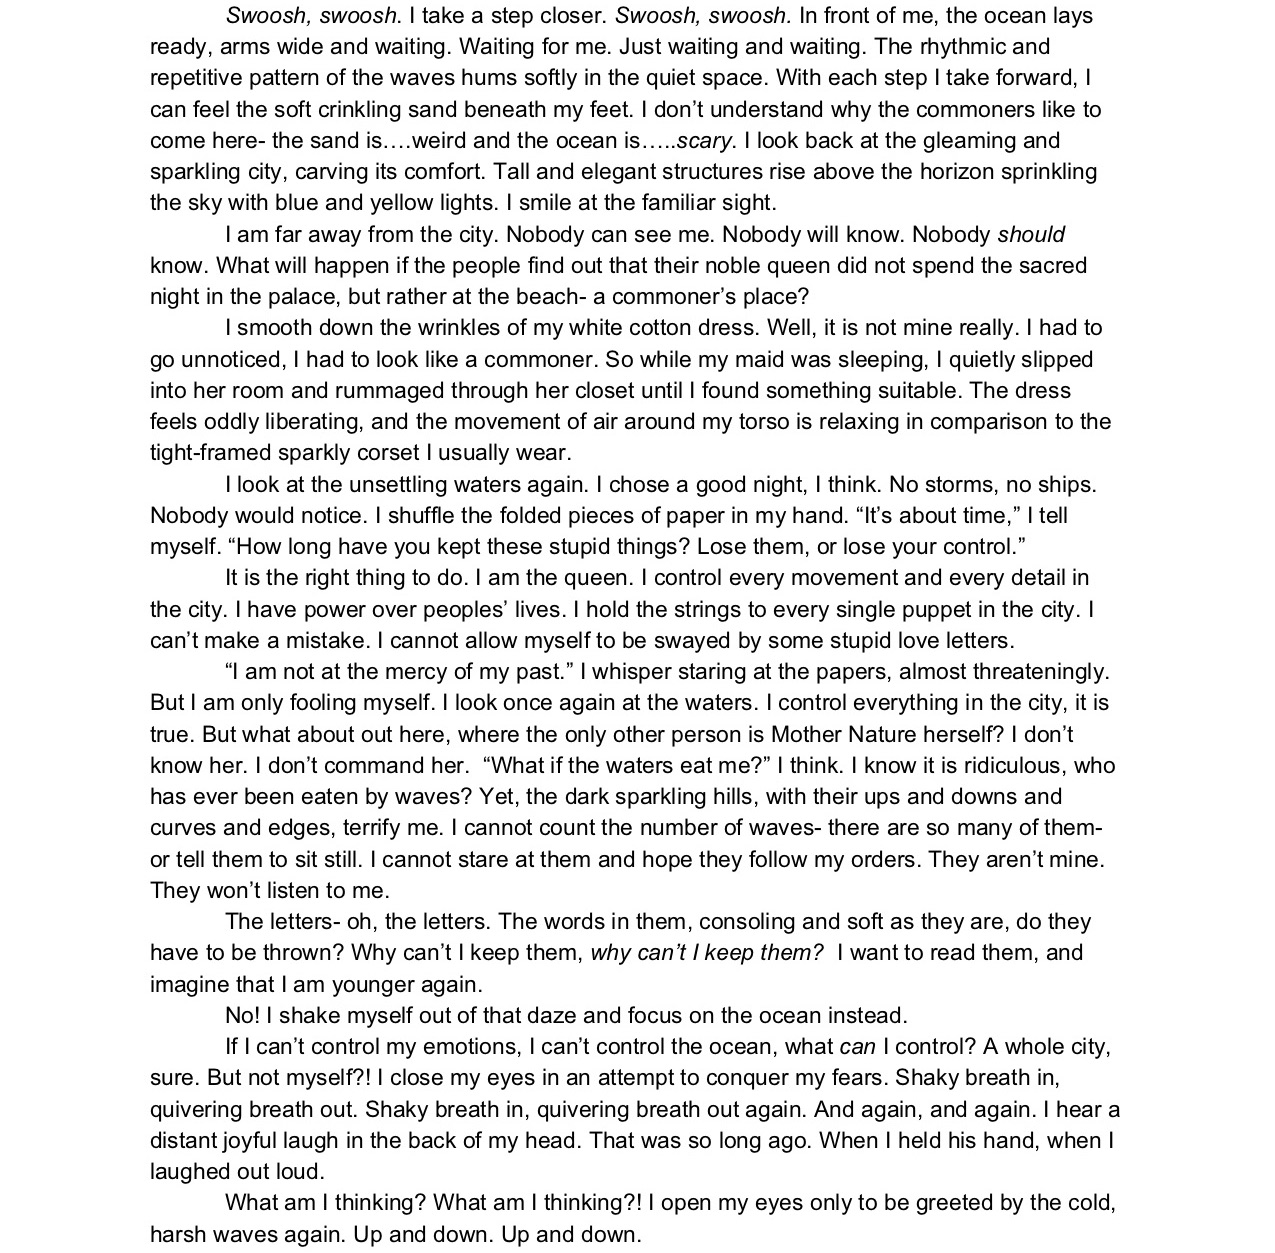 Swoosh, swoosh. I take a step closer. Swoosh, swoosh. In front of me, the ocean lays
ready, arms wide and waiting. Waiting for me. Just waiting and waiting. The rhythmic and
repetitive pattern of the waves hums softly in the quiet space. With each step I take forward, I
can feel the soft crinkling sand beneath my feet. I don’t understand why the commoners like to
come here- the sand is….weird and the ocean is…..scary. I look back at the gleaming and
sparkling city, carving its comfort. Tall and elegant structures rise above the horizon sprinkling
the sky with blue and yellow lights. I smile at the familiar sight.
I am far away from the city. Nobody can see me. Nobody will know. Nobody should
know. What will happen if the people find out that their noble queen did not spend the sacred
night in the palace, but rather at the beach- a commoner’s place?
I smooth down the wrinkles of my white cotton dress. Well, it is not mine really. I had to
go unnoticed, I had to look like a commoner. So while my maid was sleeping, I quietly slipped
into her room and rummaged through her closet until I found something suitable. The dress
feels oddly liberating, and the movement of air around my torso is relaxing in comparison to the
tight-framed sparkly corset I usually wear.
I look at the unsettling waters again. I chose a good night, I think. No storms, no ships.
Nobody would notice. I shuffle the folded pieces of paper in my hand. “It’s about time,” I tell
myself. “How long have you kept these stupid things? Lose them, or lose your control.”
It is the right thing to do. I am the queen. I control every movement and every detail in
the city. I have power over peoples’ lives. I hold the strings to every single puppet in the city. I
can’t make a mistake. I cannot allow myself to be swayed by some stupid love letters.
“I am not at the mercy of my past.” I whisper staring at the papers, almost threateningly.
But I am only fooling myself. I look once again at the waters. I control everything in the city, it is
true. But what about out here, where the only other person is Mother Nature herself? I don’t
know her. I don’t command her.  “What if the waters eat me?” I think. I know it is ridiculous, who
has ever been eaten by waves? Yet, the dark sparkling hills, with their ups and downs and
curves and edges, terrify me. I cannot count the number of waves- there are so many of them-
or tell them to sit still. I cannot stare at them and hope they follow my orders. They aren’t mine.
They won’t listen to me.
The letters- oh, the letters. The words in them, consoling and soft as they are, do they
have to be thrown? Why can’t I keep them, why can’t I keep them?  I want to read them, and
imagine that I am younger again.
No! I shake myself out of that daze and focus on the ocean instead.
If I can’t control my emotions, I can’t control the ocean, what can I control? A whole city,
sure. But not myself?! I close my eyes in an attempt to conquer my fears. Shaky breath in,
quivering breath out. Shaky breath in, quivering breath out again. And again, and again. I hear a
distant joyful laugh in the back of my head. That was so long ago. When I held his hand, when I
laughed out loud.
What am I thinking? What am I thinking?! I open my eyes only to be greeted by the cold,
harsh waves again. Up and down. Up and down.